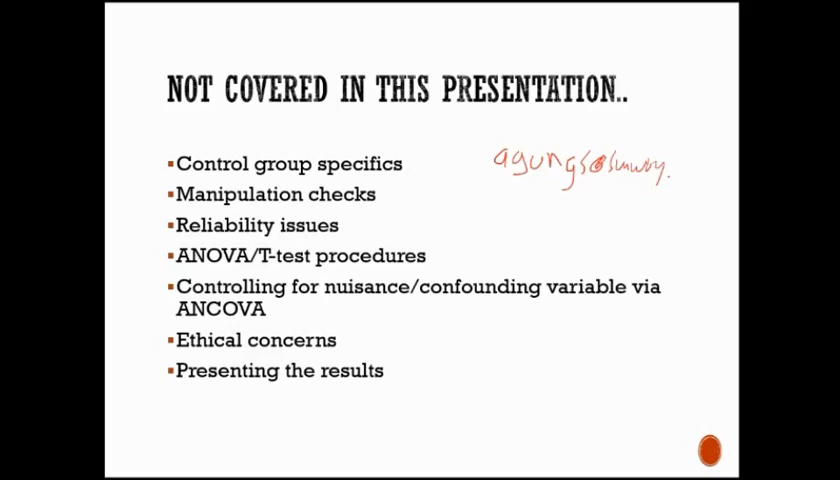 NOT COVERED IN THIS PRESENTATION..
▪Control group specifics
▪Manipulation checks
▪Reliability issues
▪ANOVA/T-test procedures
▪Controlling for nuisance/confounding variable via
ANCOVA
▪Ethical concerns
▪Presenting the results